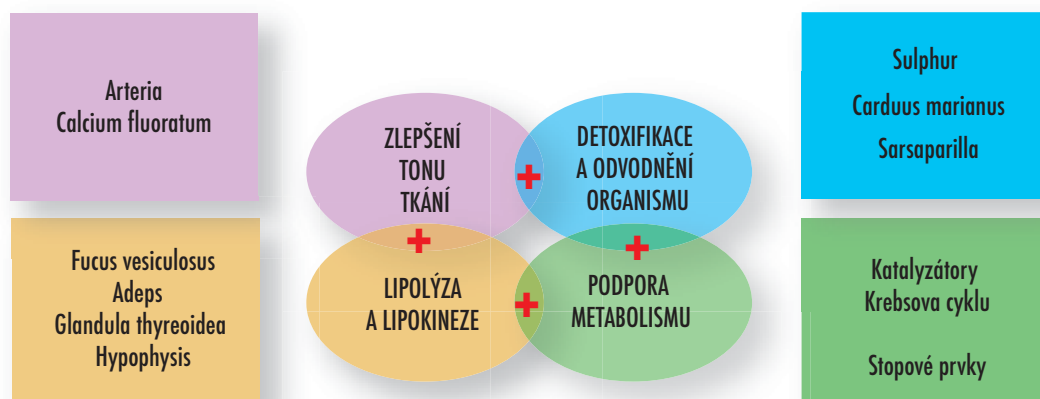 Arteria
Calcium fluoratum
Fucus vesiculosus
Adeps
Glandula thyreoidea
Hypophysis
ZLEPŠENÍ
TONU
TKÁNÍ
DETOXIFIKACE
A ODVODNĚNÍ
ORGANISMU
LIPOLÝZA
A LIPOKINEZE
PODPORA
METABOLISMU
Sulphur
Carduus marianus
Sarsaparilla
Katalyzátory
Krebsova cyklu
Stopové prvky